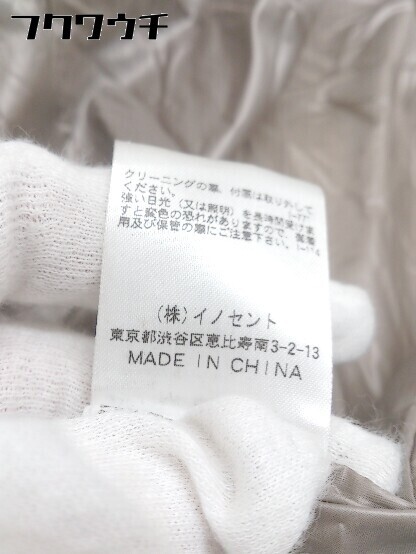 フクワウチ
クリーニングの際、付属は取り外して
ください。
強い日光(又は照明)を長時間受けま
すと変色の恐れがありますので、着
用及び保管の際にご注意下さい。
(株)イノセント
東京都渋谷区恵比寿南3-2-13
MADE IN CHINA